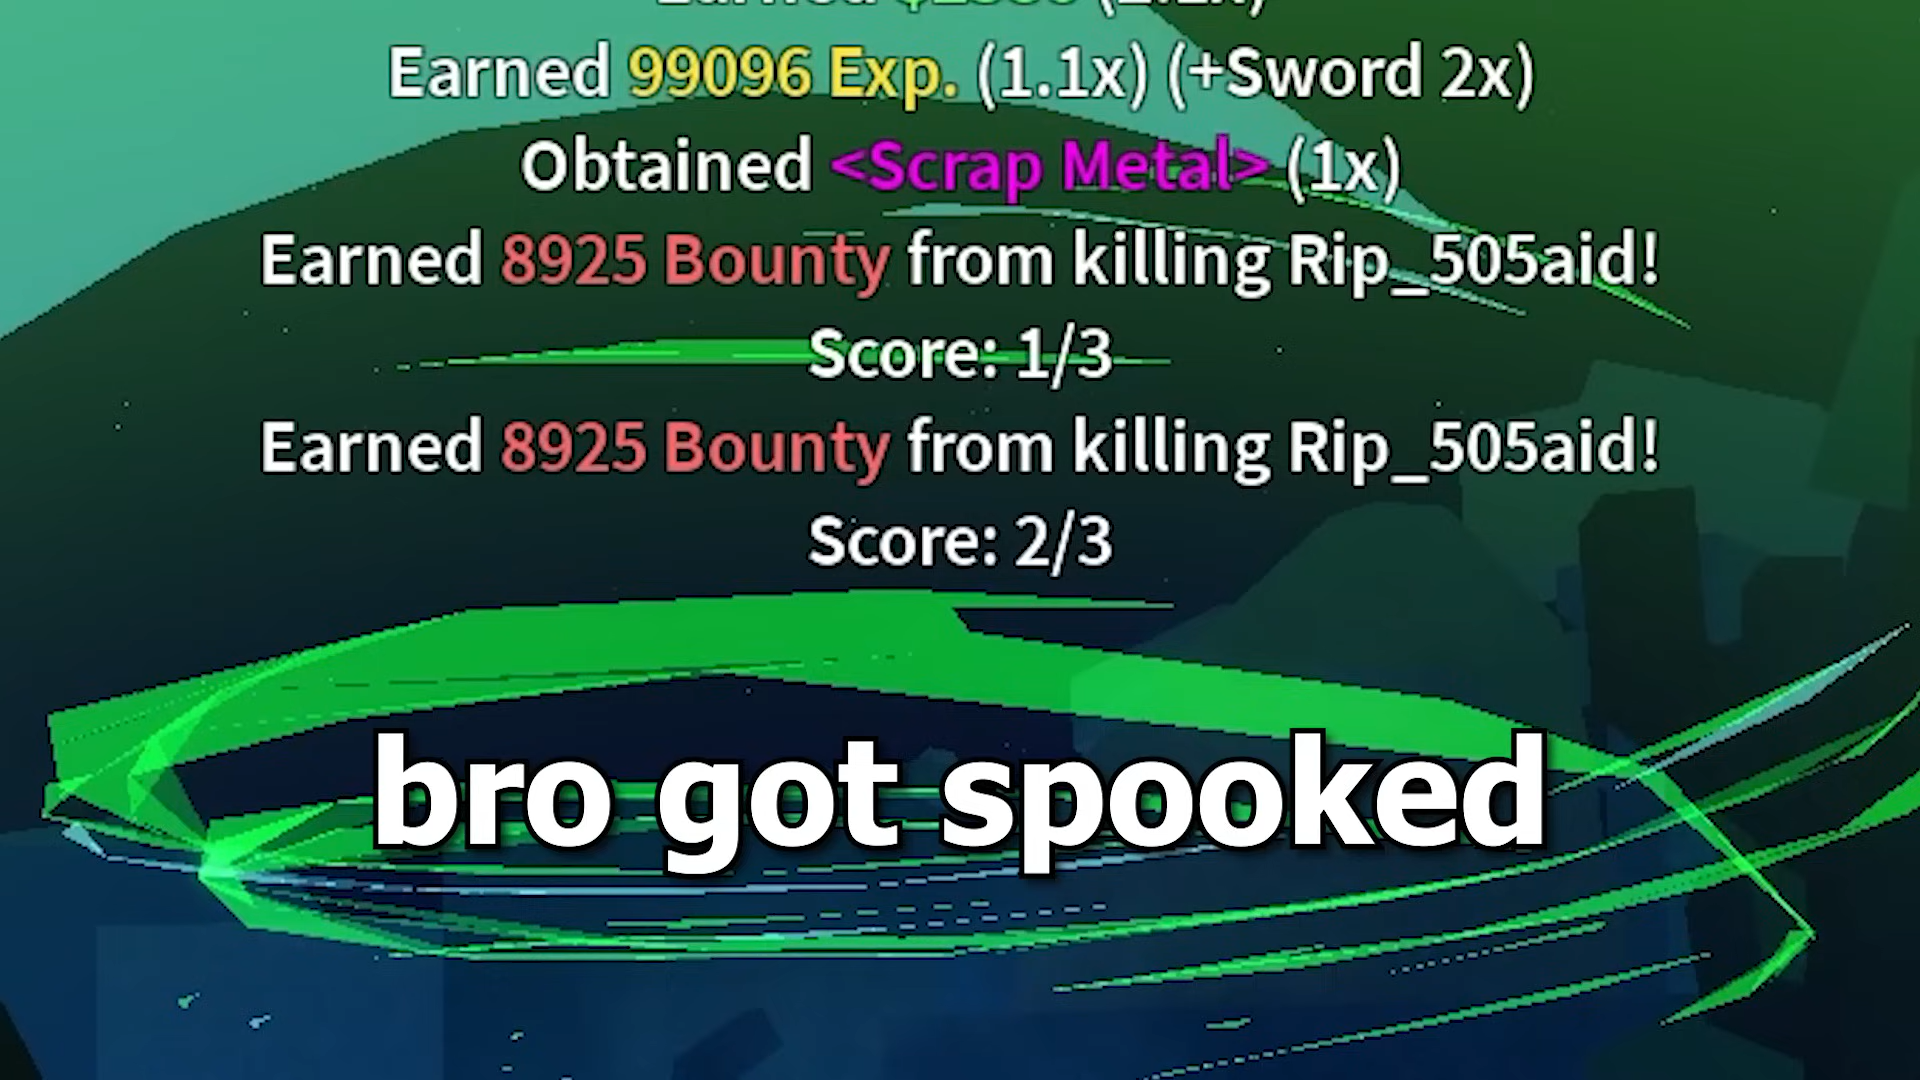 Earned
Earned 99096 Exp. (1.1x) (+Sword 2x)
Obtained <Scrap Metal> (1x)
Earned 8925 Bounty from killing Rip_505aid!
Score: 1/3
Earned 8925 Bounty from killing Rip_505aid!
Score: 2/3
bro got spooked